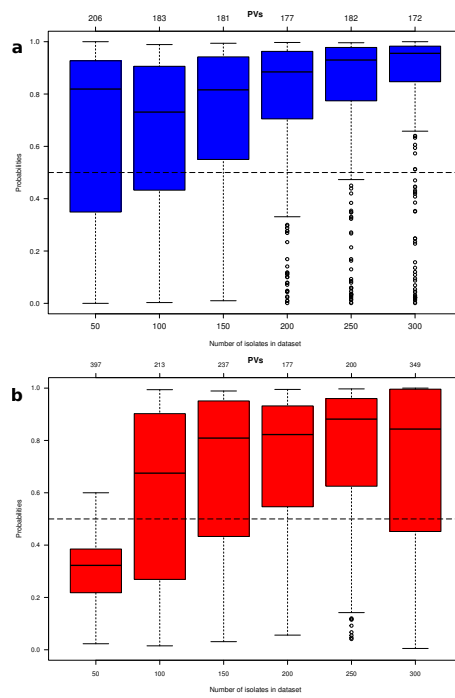 PVs
206 183 181 177 182 172
a
1.0
0.8
0.6
0.4
0.2
0.0
Probabilities
50 100 150 200 250 300
Number of isolates in dataset
PVs
397 213 237 177 200 349
b
1.0
0.8
0.6
0.4
0.2
0.0
Probabilities
50 100 150 200 250 300
Number of isolates in dataset